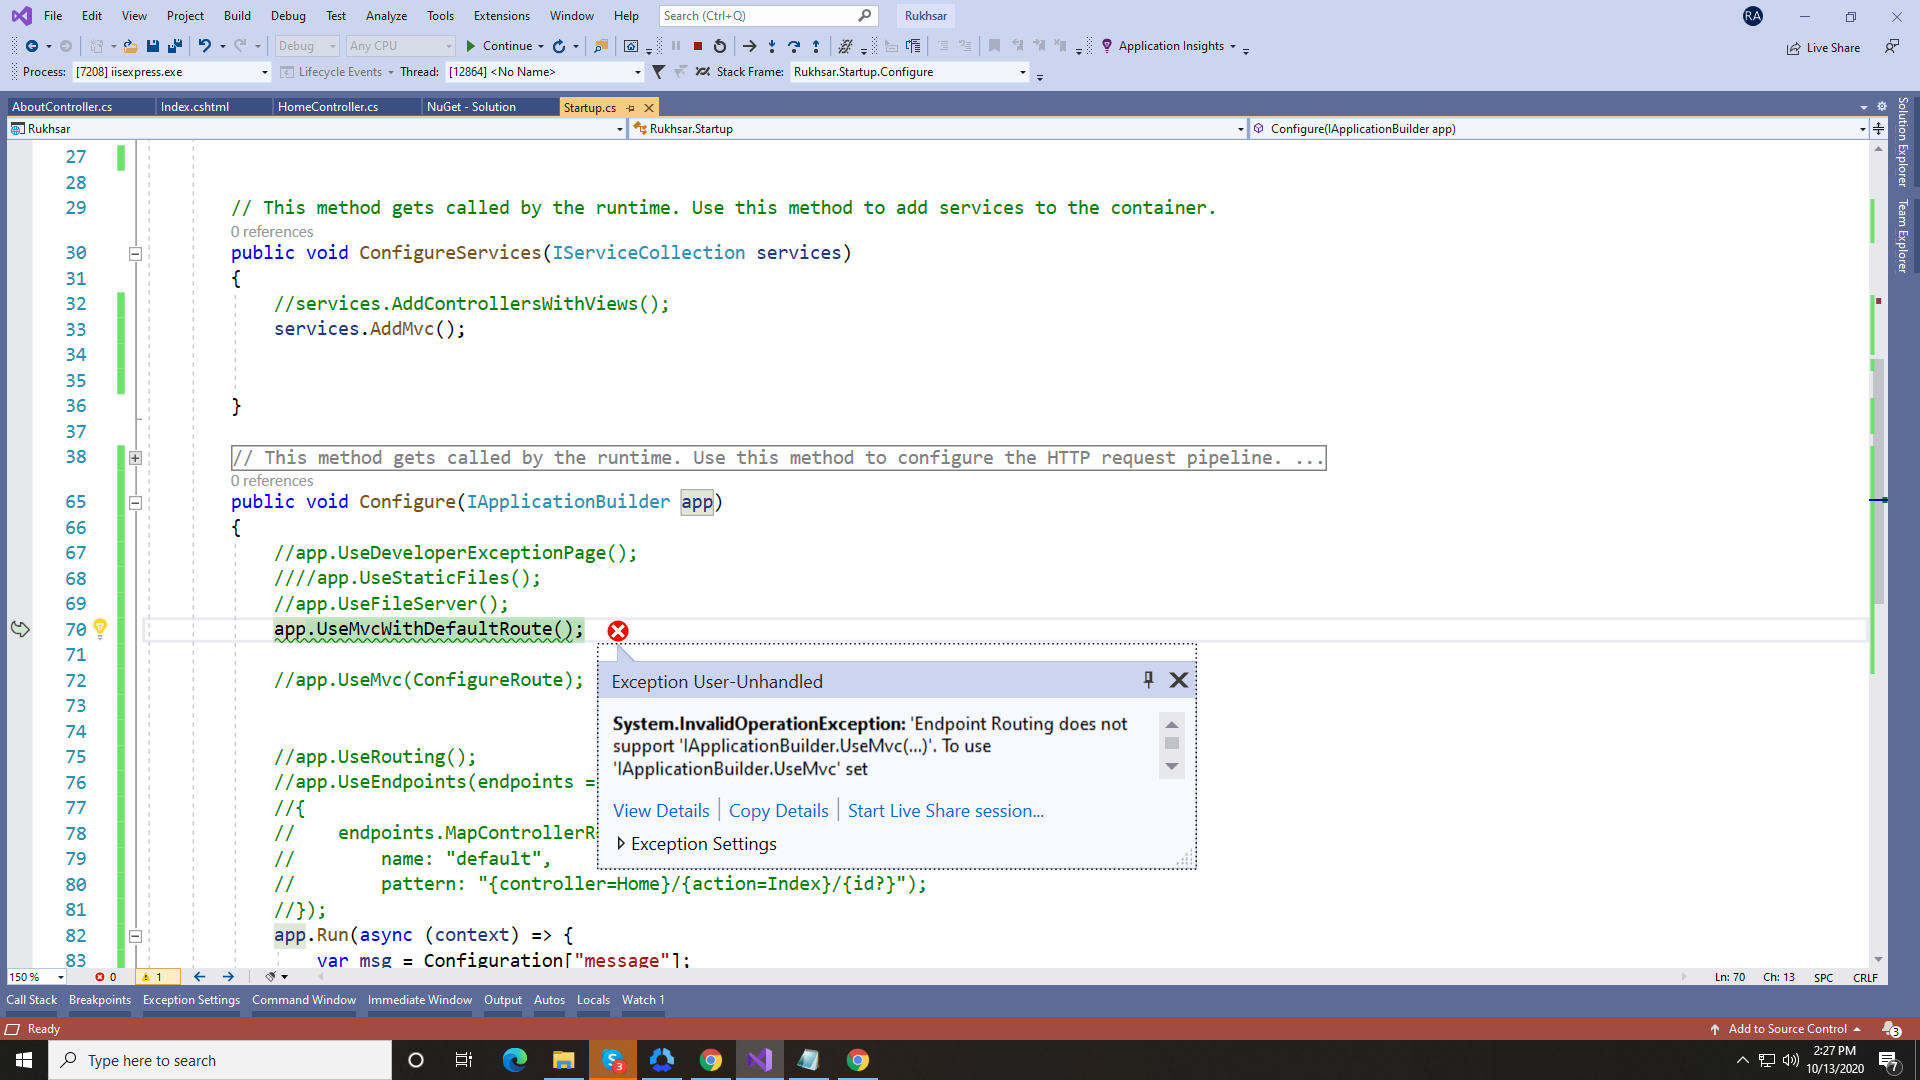 File Edit View Project Build Debug Test Analyze Tools Extensions Window Help Search (Ctrl+Q) Rukhsar RA
Debug Any CPU Continue Application Insights Live Share
Process: [7208] iisexpress.exe Lifecycle Events Thread: [12864] <No Name> Stack Frame: Rukhsar.Startup.Configure
AboutController.cs Index.cshtml HomeController.cs NuGet - Solution Startup.cs
Rukhsar Rukhsar.Startup Configure(IApplicationBuilder app)
Solution Explorer
Team Explorer
27
28
29 // This method gets called by the runtime. Use this method to add services to the container.
0 references
30 public void ConfigureServices(IServiceCollection services)
31 {
32 //services.AddControllersWithViews();
33 services.AddMvc();
34
35
36 }
37
38 // This method gets called by the runtime. Use this method to configure the HTTP request pipeline. ...
0 references
65 public void Configure(IApplicationBuilder app)
66 {
67 //app.UseDeveloperExceptionPage();
68 ////app.UseStaticFiles();
69 //app.UseFileServer();
70 app.UseMvcWithDefaultRoute();
71
72 //app.UseMvc(ConfigureRoute);
73
74
75 //app.UseRouting();
76 //app.UseEndpoints(endpoints =
77 //{
78 // endpoints.MapControllerR
79 // name: "default",
80 // pattern: "{controller=Home}/{action=Index}/{id?}");
81 //});
82 app.Run(async (context) => {
83 var msg = Configuration["message"];
Exception User-Unhandled
System.InvalidOperationException: 'Endpoint Routing does not
support 'IApplicationBuilder.UseMvc(...)'. To use
'IApplicationBuilder.UseMvc' set
View Details Copy Details Start Live Share session...
Exception Settings
150 % 0 1 Ln: 70 Ch: 13 SPC CRLF
Call Stack Breakpoints Exception Settings Command Window Immediate Window Output Autos Locals Watch 1
Ready Add to Source Control 3
Type here to search 3 2:27 PM 7
10/13/2020